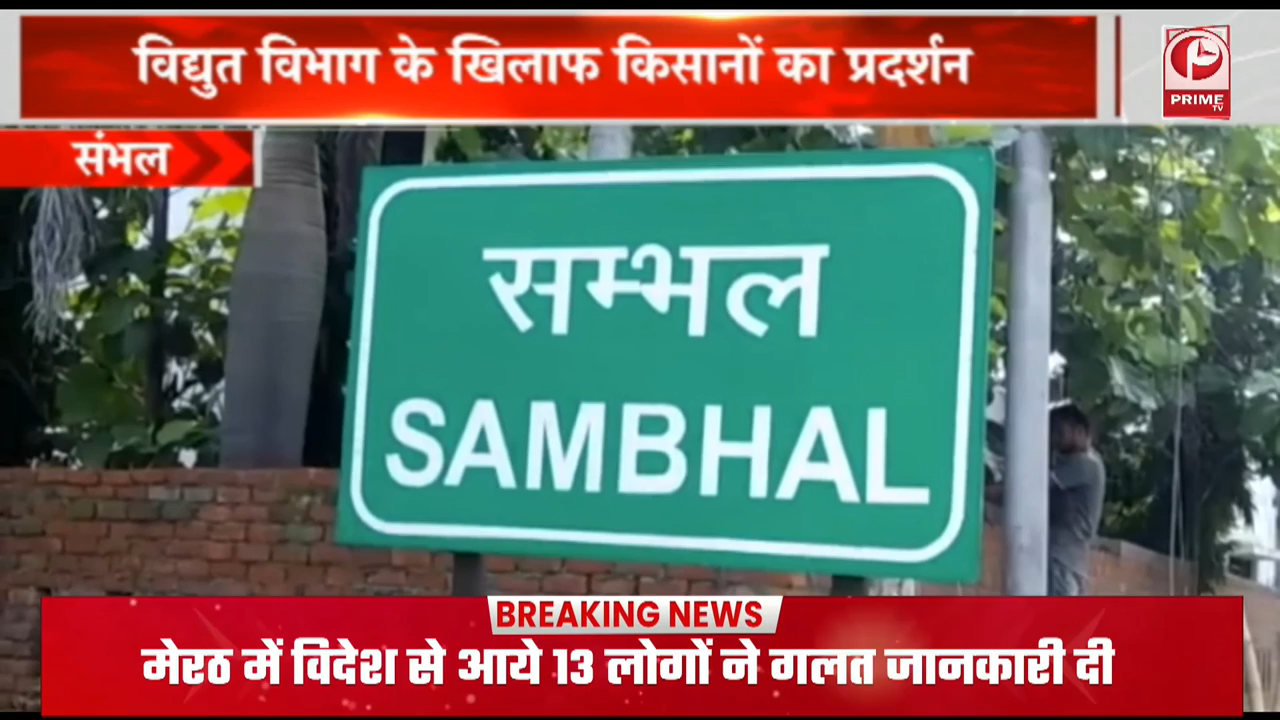 विद्युत विभाग के खिलाफ किसानों का प्रदर्शन
PRIME
TV
संभल
सम्भल
SAMBHAL
BREAKING NEWS
मेरठ में विदेश से आये 13 लोगों ने गलत जानकारी दी